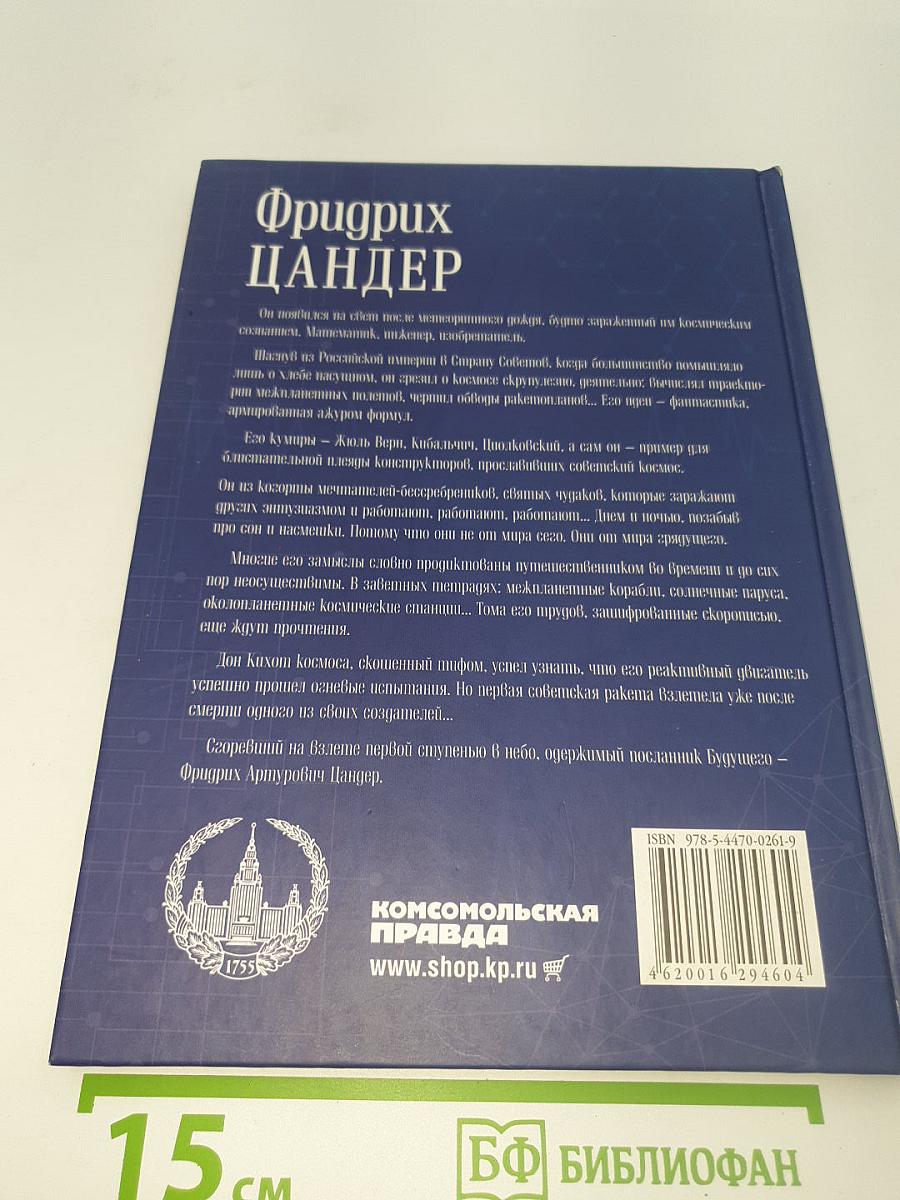 Фридрих
ЦАНДЕР
Он появился на свет после метеоритного дождя, будто зараженный им космическим
сознанием. Математик, инженер, изобретатель.
Шагнув из Российской империи в Страну Советов, когда большинство помышляло
лишь о хлебе насущном, он грезил о космосе скрупулезно, деятельно: вычислял траекто-
рии межпланетных полетов, чертил обводы ракетопланов... Его идеи – фантастика,
армированная ажуром формул.
Его кумиры – Жюль Верн, Кибальчич, Циолковский, а сам он – пример для
блистательной плеяды конструкторов, прославивших советский космос.
Он из когорты мечтателей-бессребреников, святых чудаков, которые заражают
других энтузиазмом и работают, работают, работают... Днем и ночью, позабыв
про сон и насмешки. Потому что они не от мира сего. Они от мира грядущего.
Многие его замыслы словно продиктованы путешественником во времени и до сих
пор неосуществимы. В заветных тетрадях: межпланетные корабли, солнечные паруса,
околопланетные космические станции... Тома его трудов, зашифрованные скорописью,
еще ждут прочтения.
Дон Кихот космоса, скошенный тифом, успел узнать, что его реактивный двигатель
успешно прошел огневые испытания. Но первая советская ракета взлетела уже после
смерти одного из своих создателей...
Сгоревший на взлете первой ступенью в небо, одержимый посланник Будущего –
Фридрих Артурович Цандер.
1755
КОМСОМОЛЬСКАЯ
ПРАВДА
www.shop.kp.ru
ISBN 978-5-4470-0261-9
4 620016 294604
15 см
БФ БИБЛИОФАН